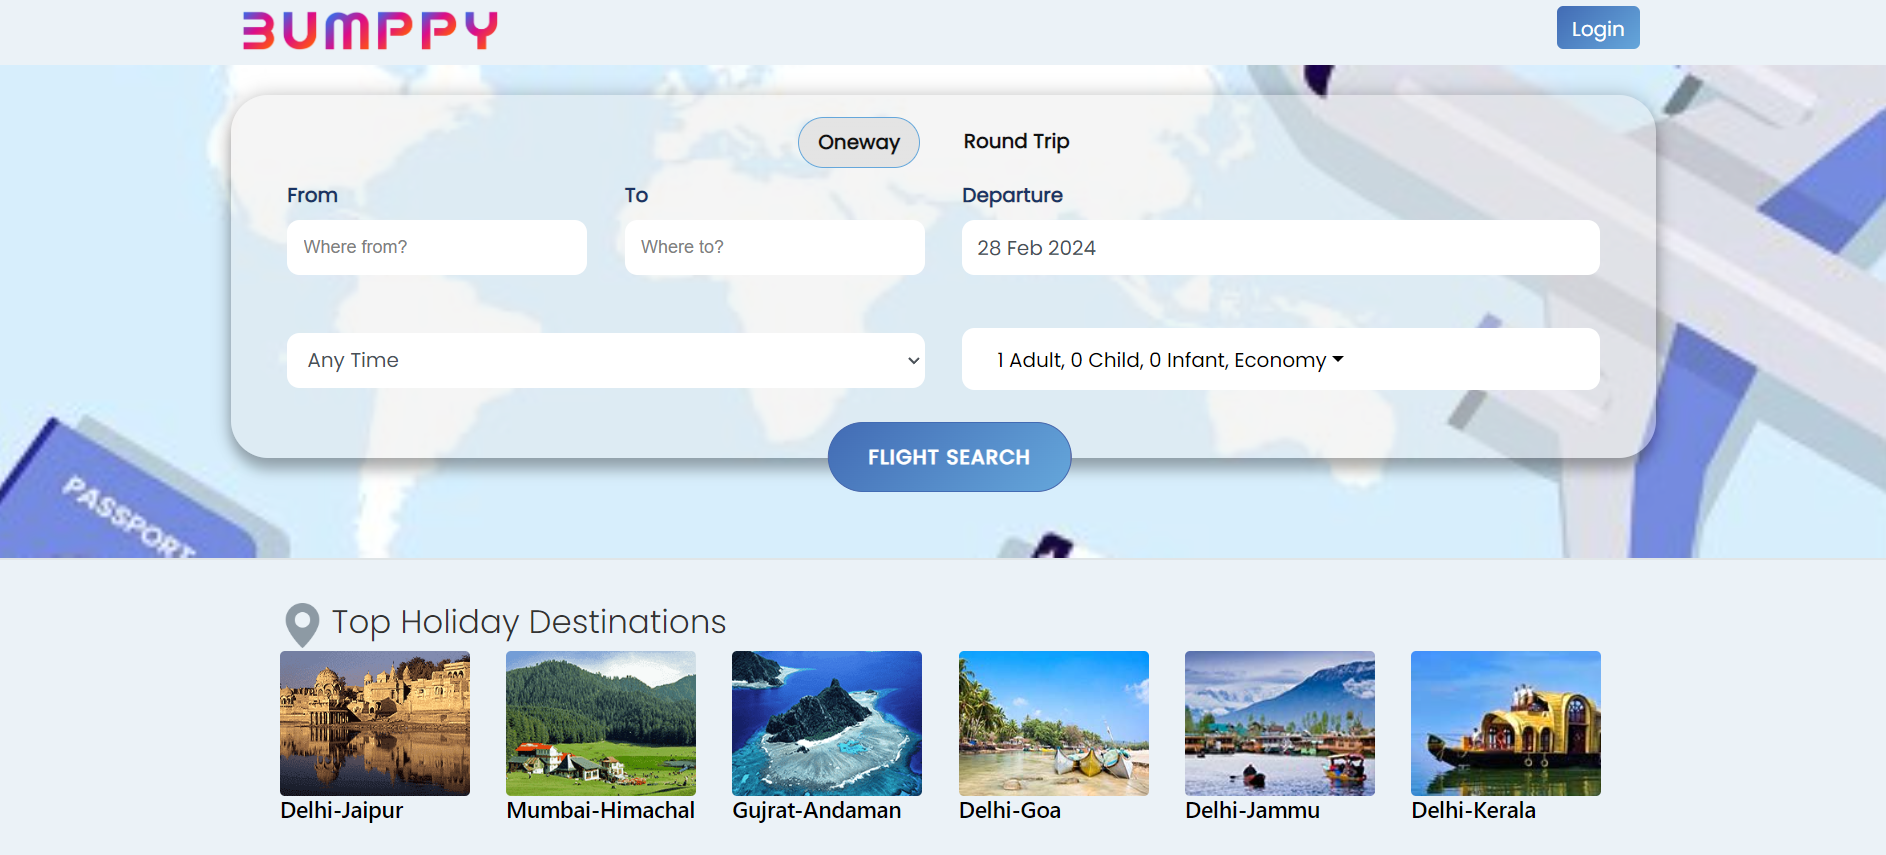 BUMPPY
Login
Oneway
Round Trip
From
To
Departure
Where from?
Where to?
28 Feb 2024
Any Time
1 Adult, 0 Child, 0 Infant, Economy
FLIGHT SEARCH
PASSPORT
Top Holiday Destinations
Delhi-Jaipur
Mumbai-Himachal
Gujrat-Andaman
Delhi-Goa
Delhi-Jammu
Delhi-Kerala